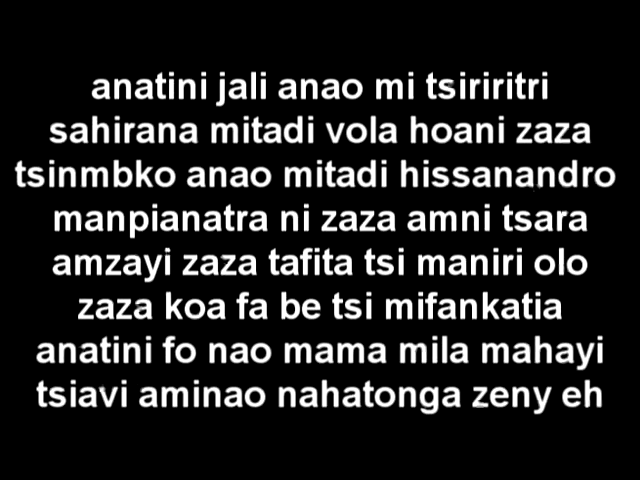 anatini jali anao mi tsiriritri
sahirana mitadi vola hoani zaza
tsinmbko anao mitadi hissanandro
manpianatra ni zaza amni tsara
amzayi zaza tafita tsi maniri olo
zaza koa fa be tsi mifankatia
anatini fo nao mama mila mahayi
tsiavi aminao nahatonga zeny eh